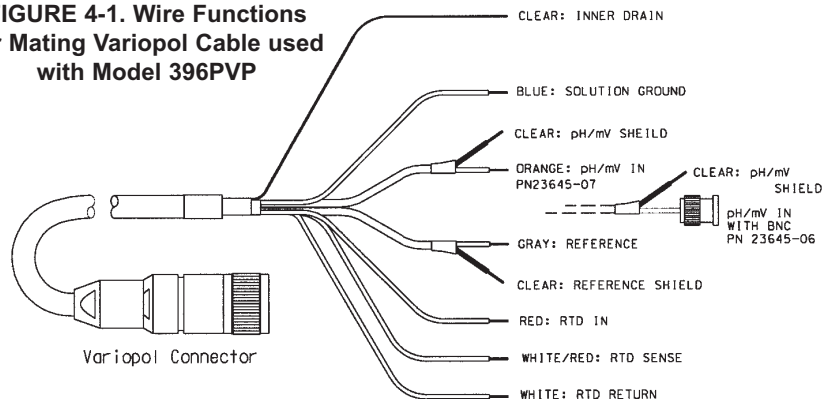 IGURE 4-1. Wire Functions
r Mating Variopol Cable used
with Model 396PVP
CLEAR: INNER DRAIN
BLUE: SOLUTION GROUND
CLEAR: pH/mV SHEILD
ORANGE: pH/mV IN
PN23645-07
CLEAR: pH/mV
SHIELD
pH/mV IN
WITH BNC
PN 23645-06
GRAY: REFERENCE
CLEAR: REFERENCE SHIELD
RED: RTD IN
WHITE/RED: RTD SENSE
WHITE: RTD RETURN
Variopol Connector